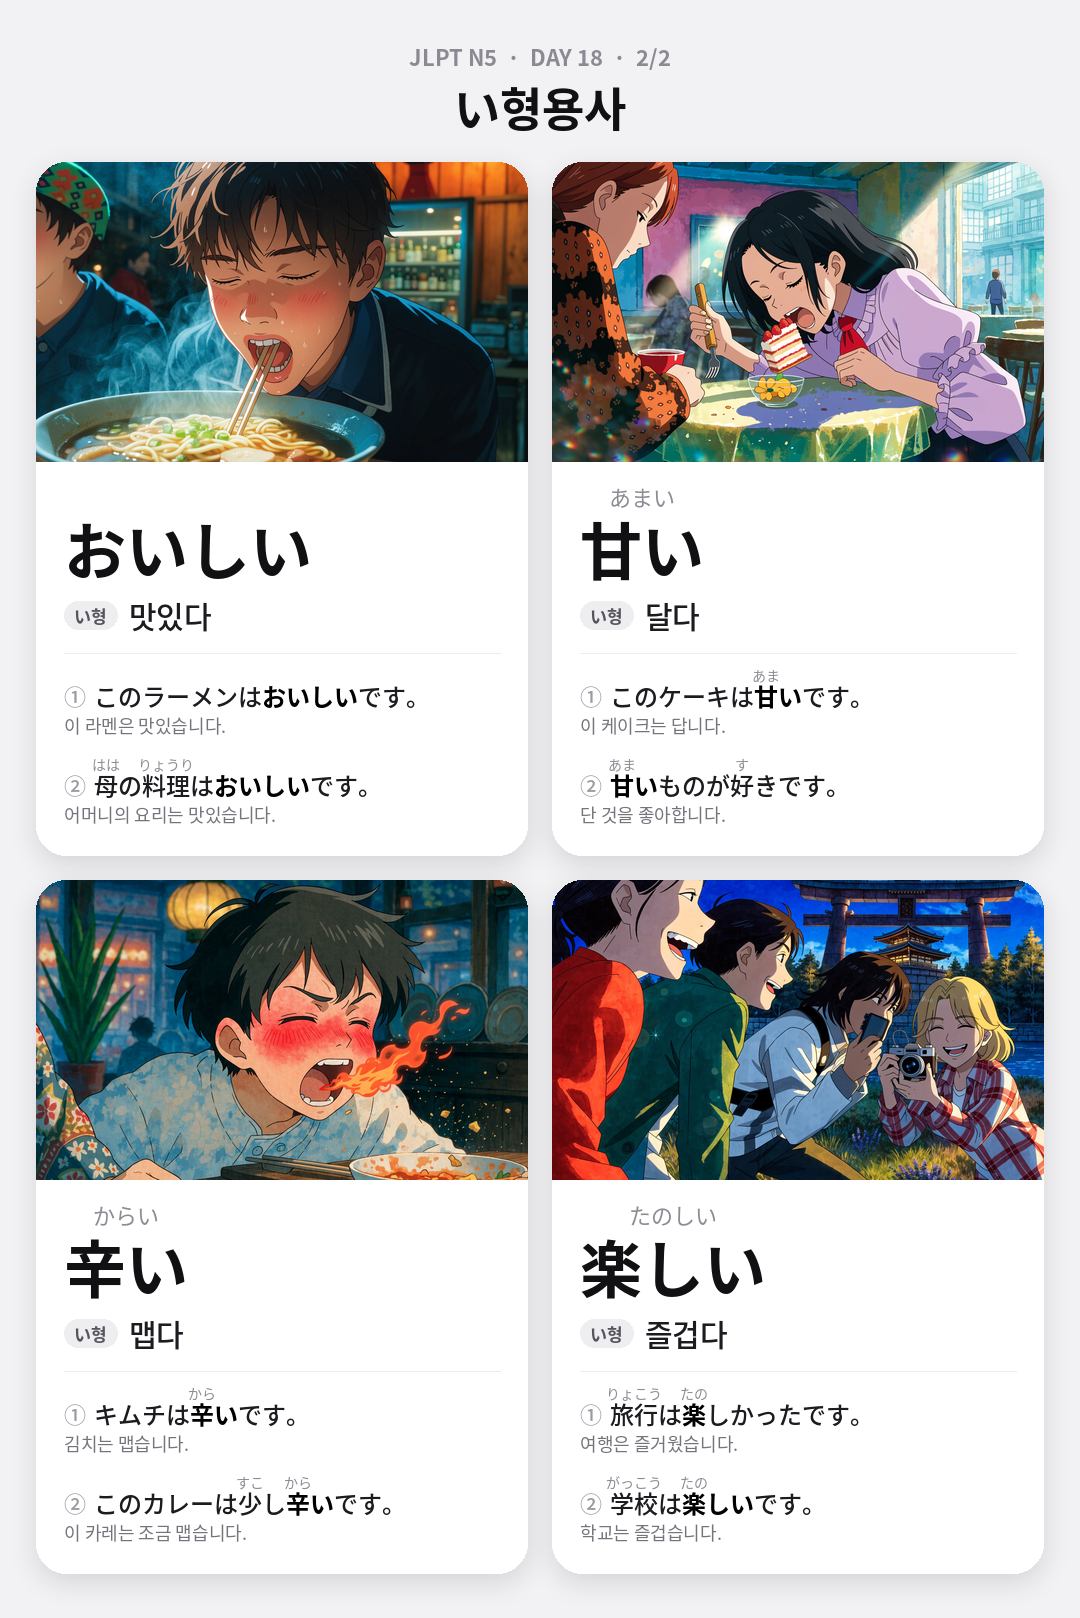 JLPT N5 · DAY 18 · 2/2
い형용사
おいしい
い형 맛있다
① このラーメンはおいしいです。
이 라멘은 맛있습니다.
はは りょうり
② 母の料理はおいしいです。
어머니의 요리는 맛있습니다.
あまい
甘い
い형 달다
あま
① このケーキは甘いです。
이 케이크는 답니다.
あま す
② 甘いものが好きです。
단 것을 좋아합니다.
からい
辛い
い형 맵다
から
① キムチは辛いです。
김치는 맵습니다.
すこ から
② このカレーは少し辛いです。
이 카레는 조금 맵습니다.
たのしい
楽しい
い형 즐겁다
りょこう たの
① 旅行は楽しかったです。
여행은 즐거웠습니다.
がっこう たの
② 学校は楽しいです。
학교는 즐겁습니다.